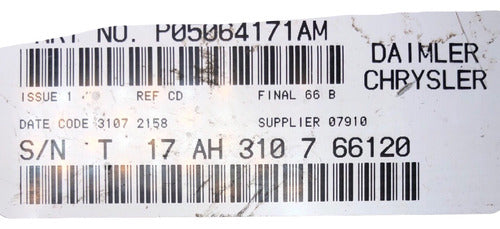 PART NO. P05064171AM
DAIMLER
CHRYSLER
ISSUE 1 REF CD FINAL 66 B
DATE CODE 3107 2158 SUPPLIER 07910
S/N T 17 AH 310 7 66120